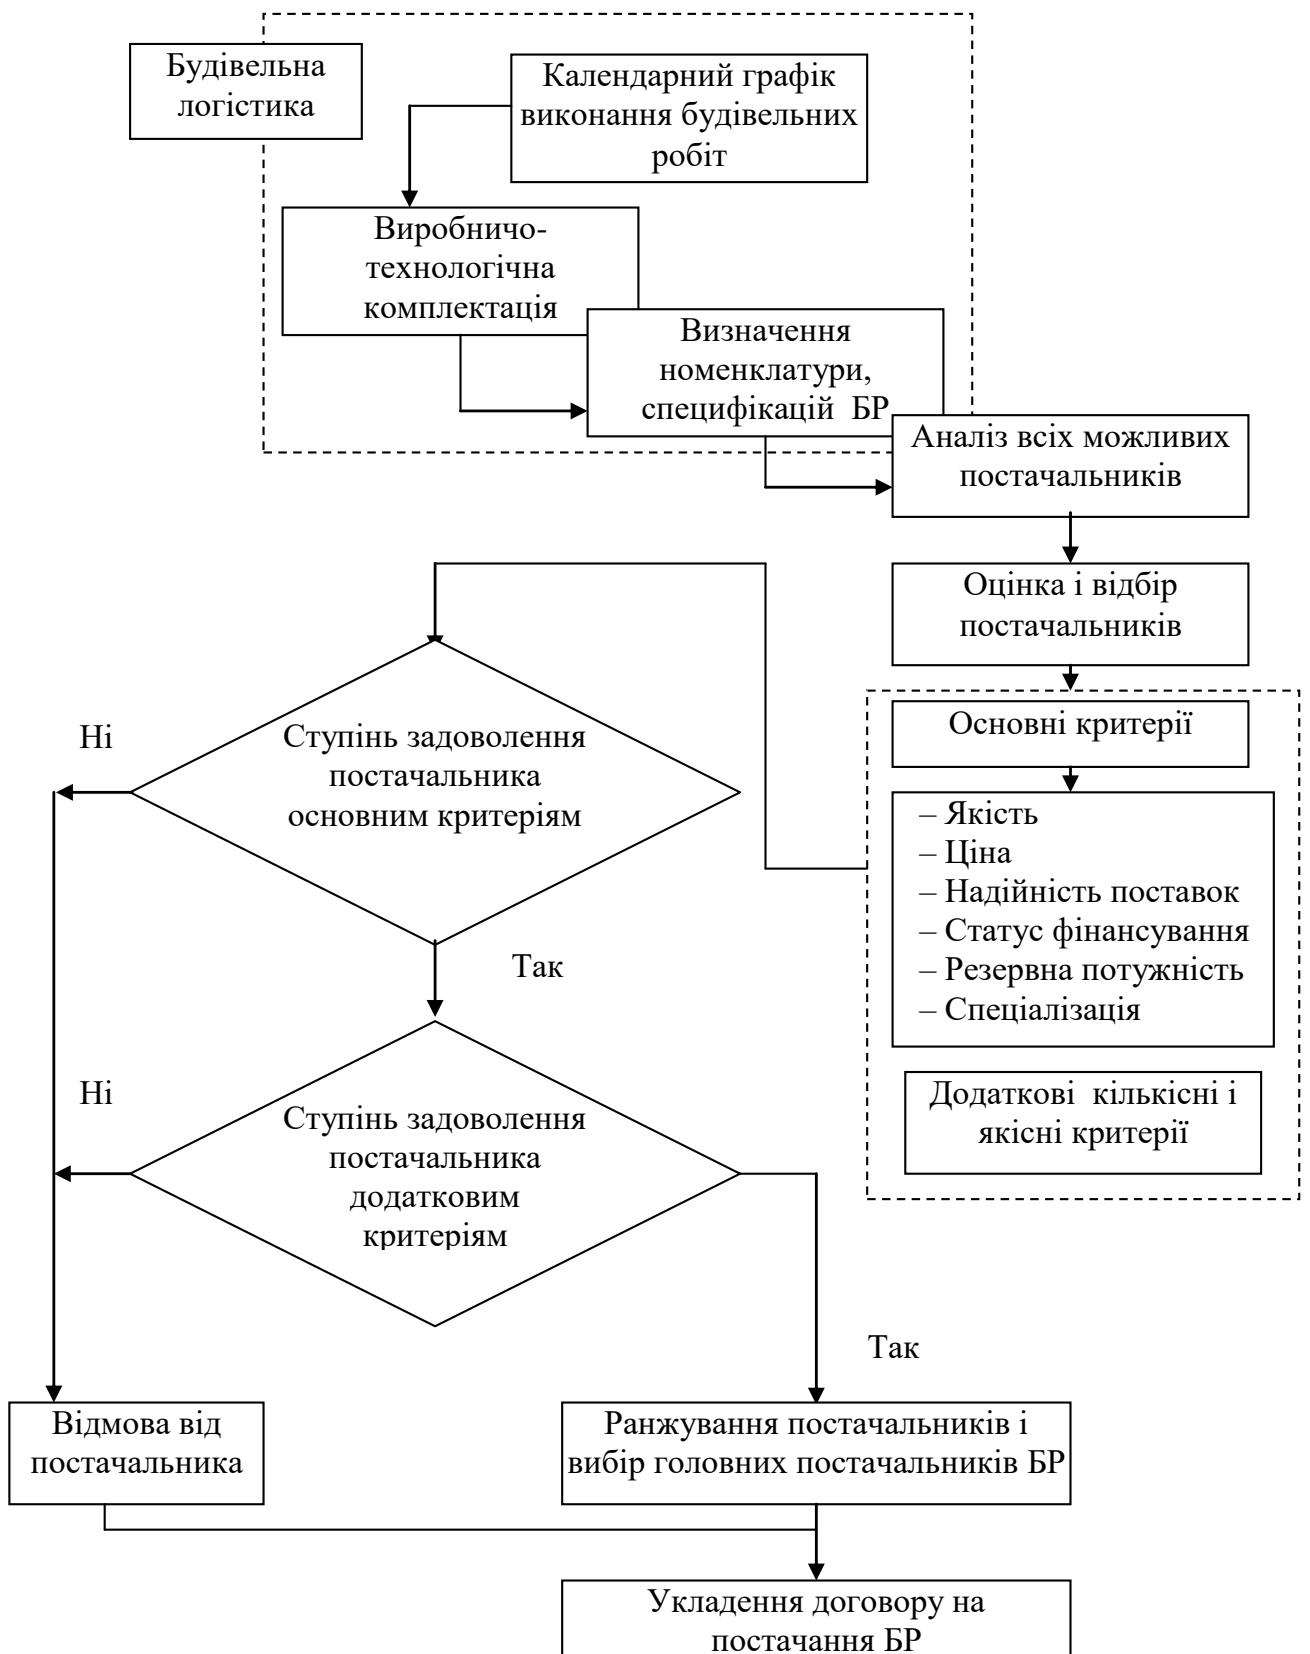 Будівельна
логістика
Календарний графік
виконання будівельних
робіт
Виробничо-
технологічна
комплектація
Визначення
номенклатури,
специфікацій БР
Аналіз всіх можливих
постачальників
Оцінка і відбір
постачальників
Основні критерії
– Якість
– Ціна
– Надійність поставок
– Статус фінансування
– Резервна потужність
– Спеціалізація
Додаткові кількісні і
якісні критерії
Ні
Ступінь задоволення
постачальника
основним критеріям
Так
Ні
Ступінь задоволення
постачальника
додатковим
критеріям
Так
Відмова від
постачальника
Ранжування постачальників і
вибір головних постачальників БР
Укладення договору на
постачання БР